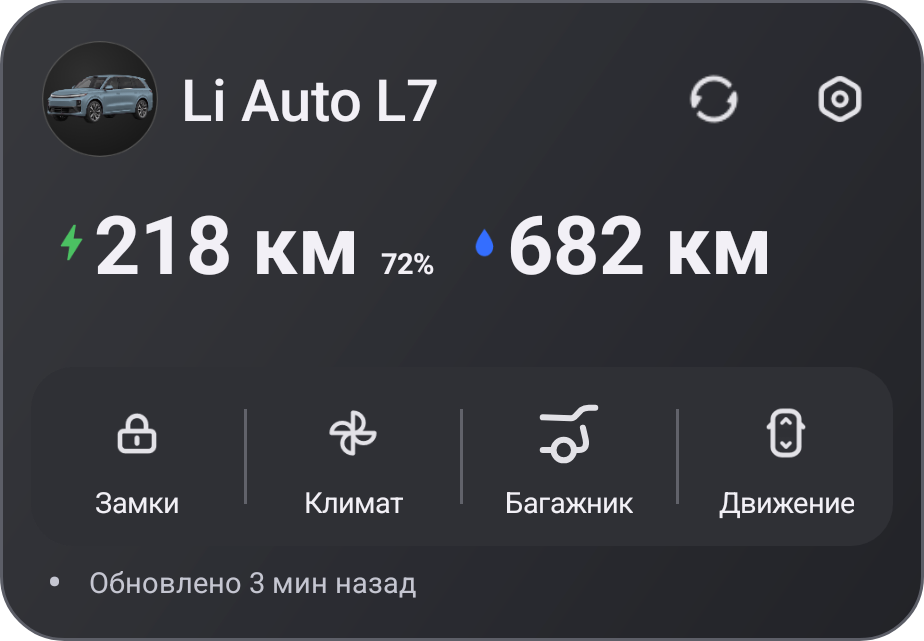 Li Auto L7
218 км 72% 682 км
Замки Климат Багажник Движение
• Обновлено 3 мин назад